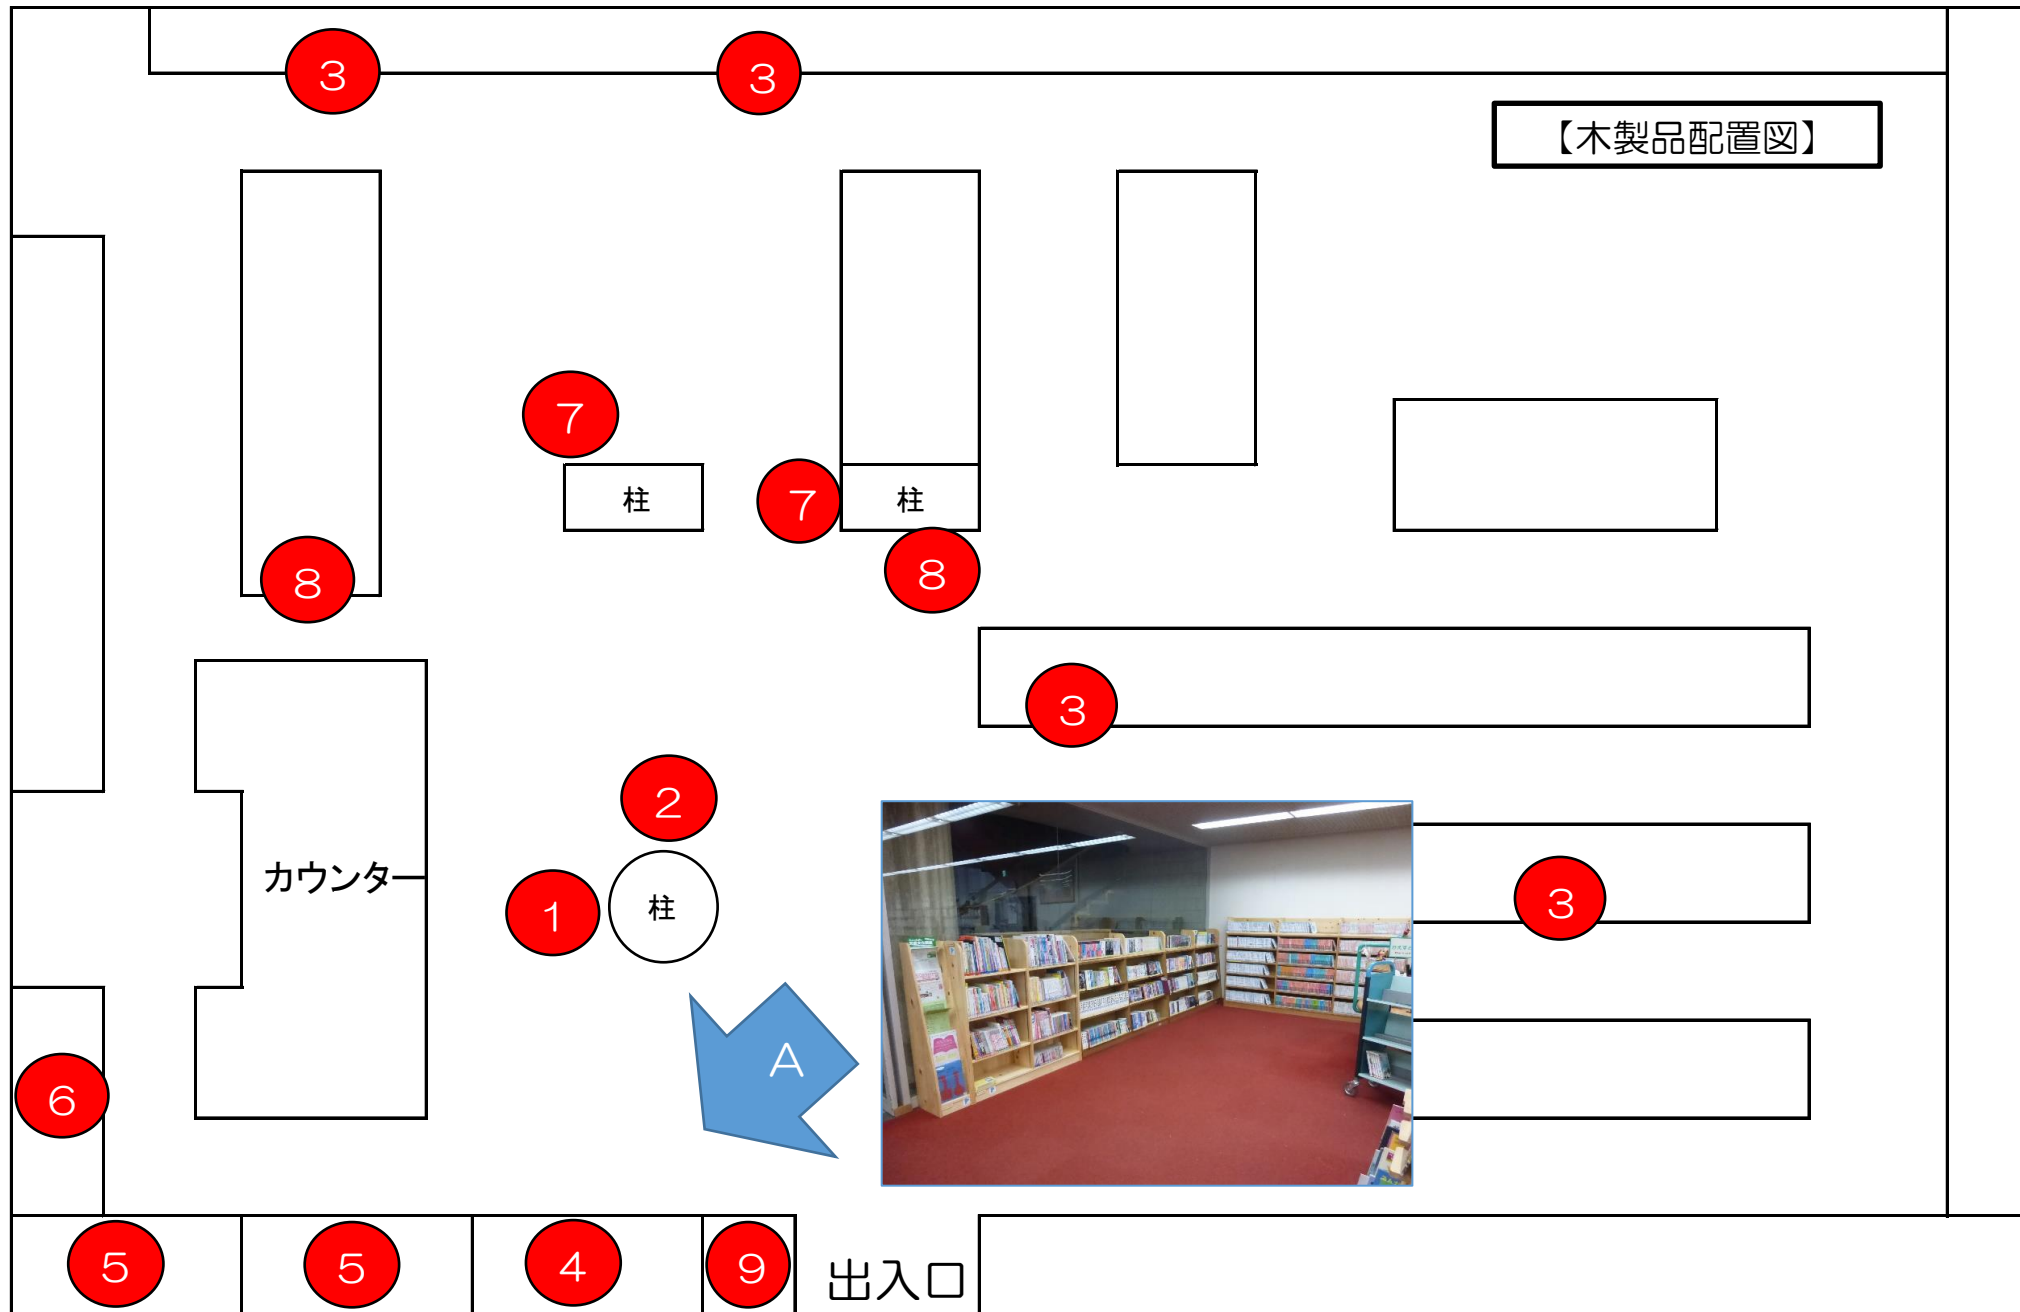 ３
３
【木製品配置図】
７
柱
７
柱
８
８
３
２
カウンター
１
柱
３
A
６
５
５
４
９
出入口